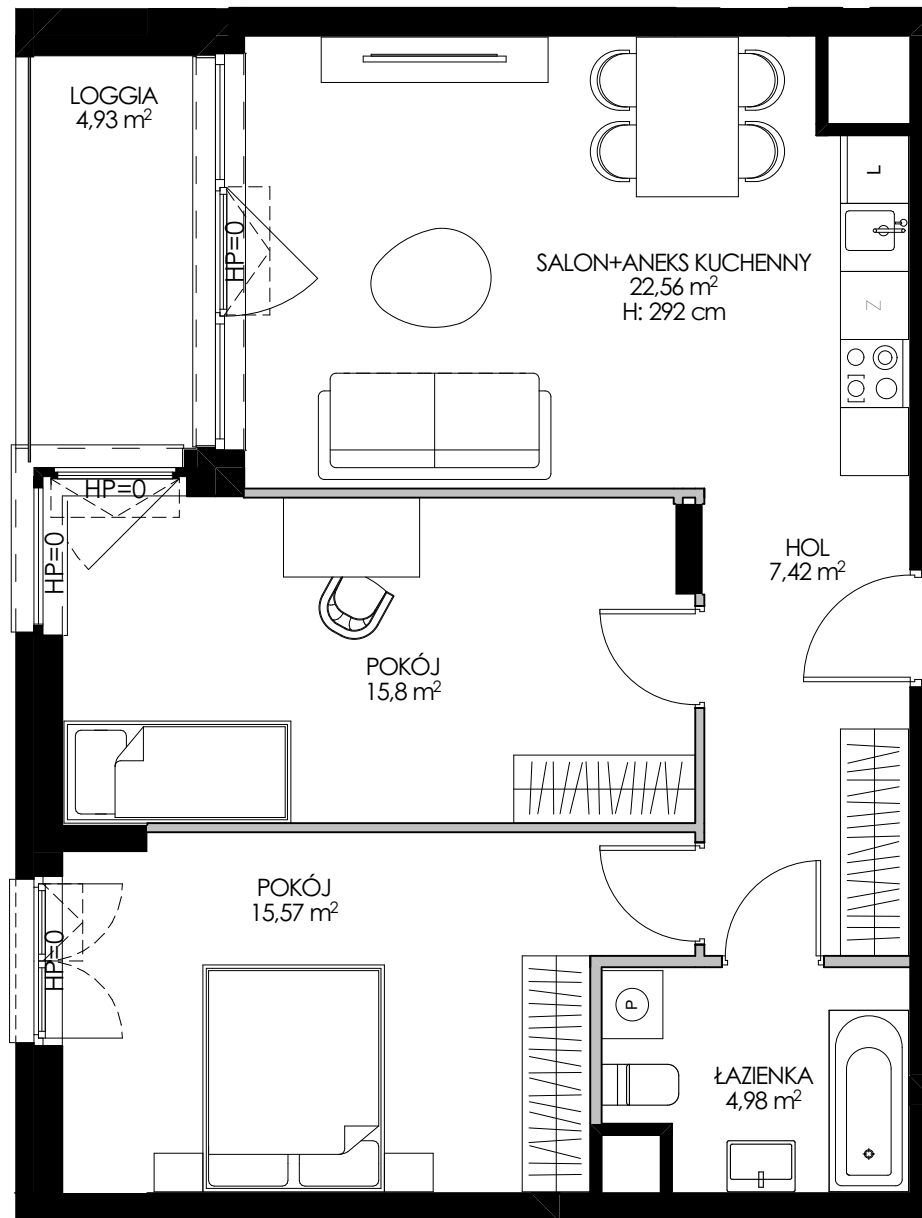 LOGGIA
4,93 m²
HP=0
SALON+ANEKS KUCHENNY
22,56 m²
H: 292 cm
L
Z
HP=0
HP=0
HOL
7,42 m²
POKÓJ
15,8 m²
POKÓJ
15,57 m²
HP=0
P
ŁAZIENKA
4,98 m²